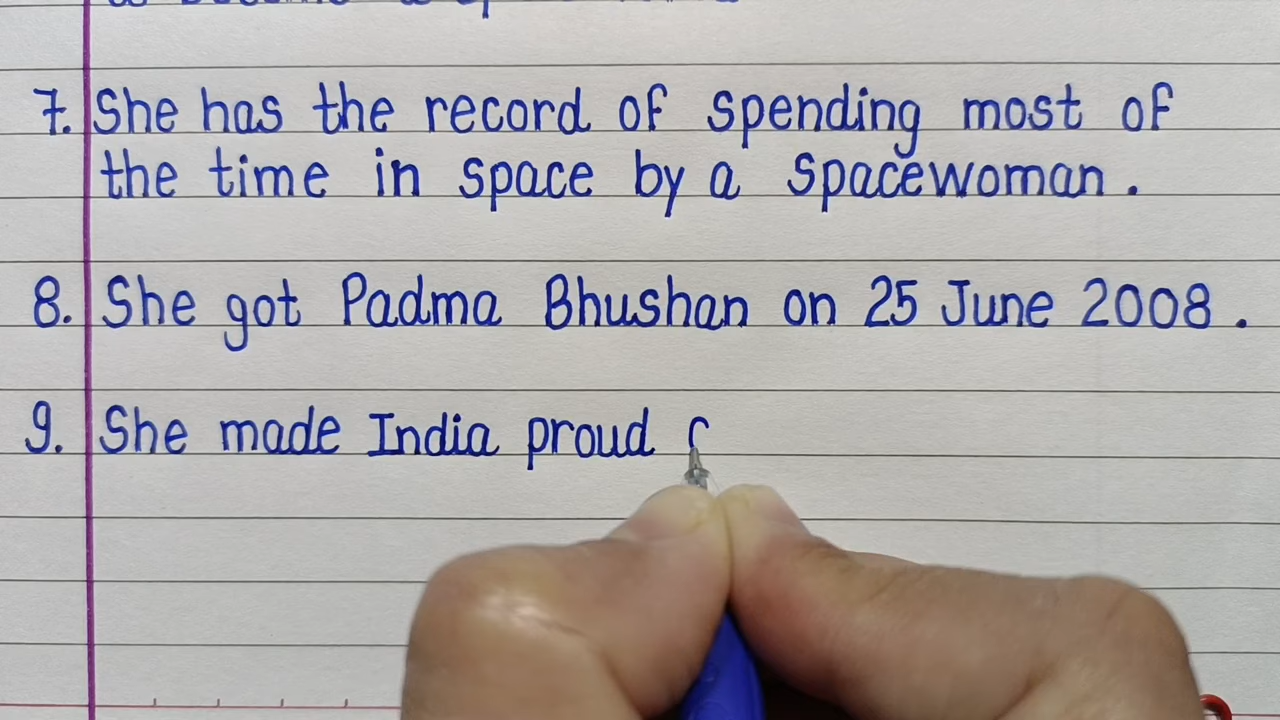 7. She has the record of spending most of
the time in space by a Spacewoman.
8. She got Padma Bhushan on 25 June 2008.
9. She made India proud